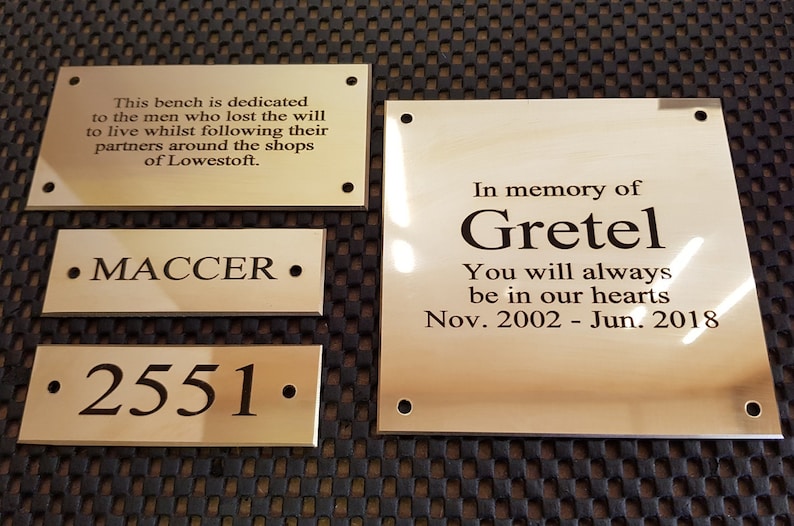 This bench is dedicated
to the men who lost the will
to live whilst following their
partners around the shops
of Lowestoft.
MACCER
2551
In memory of
Gretel
You will always
be in our hearts
Nov. 2002 - Jun. 2018